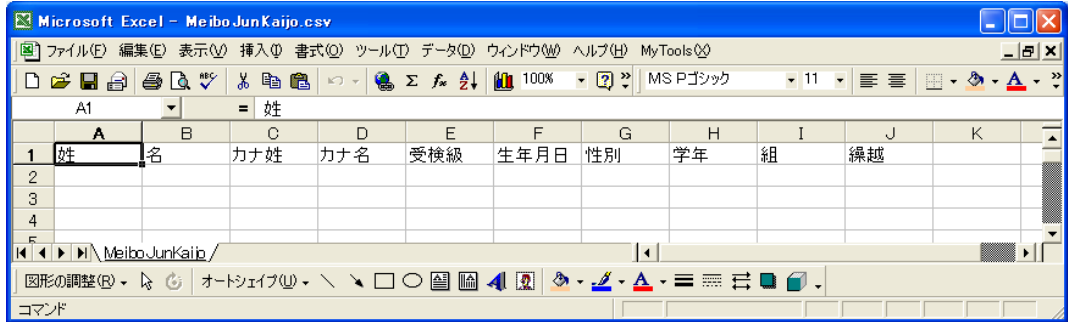 Microsoft Excel - MeiboJunKaijo.csv
ファイル(F) 編集(E) 表示(V) 挿入(I) 書式(O) ツール(T) データ(D) ウィンドウ(W) ヘルプ(H) MyTools(X)
100% MS Pゴシック 11
A1 = 姓
A B C D E F G H I J K
1 姓 名 カナ姓 カナ名 受検級 生年月日 性別 学年 組 繰越
2
3
4
5
MeiboJunKaijo
図形の調整(R) オートシェイプ(U)
コマンド